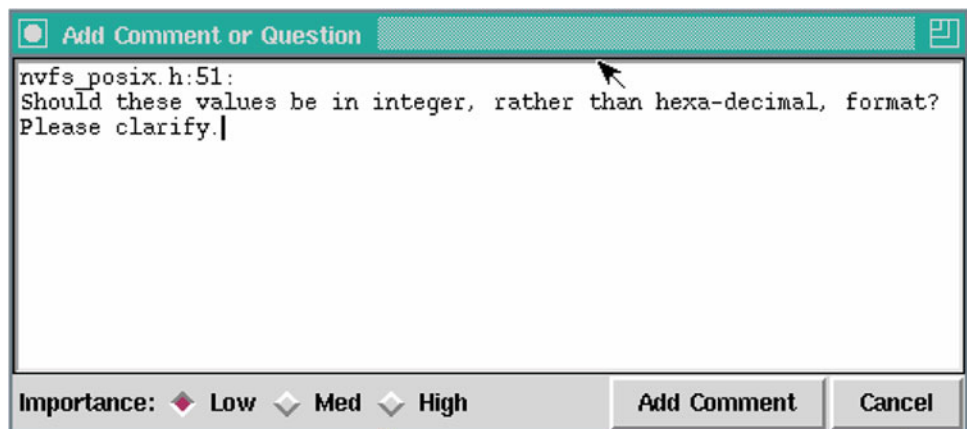 Add Comment or Question
nvfs_posix.h:51:
Should these values be in integer, rather than hexa-decimal, format?
Please clarify.
Importance: Low Med High Add Comment Cancel